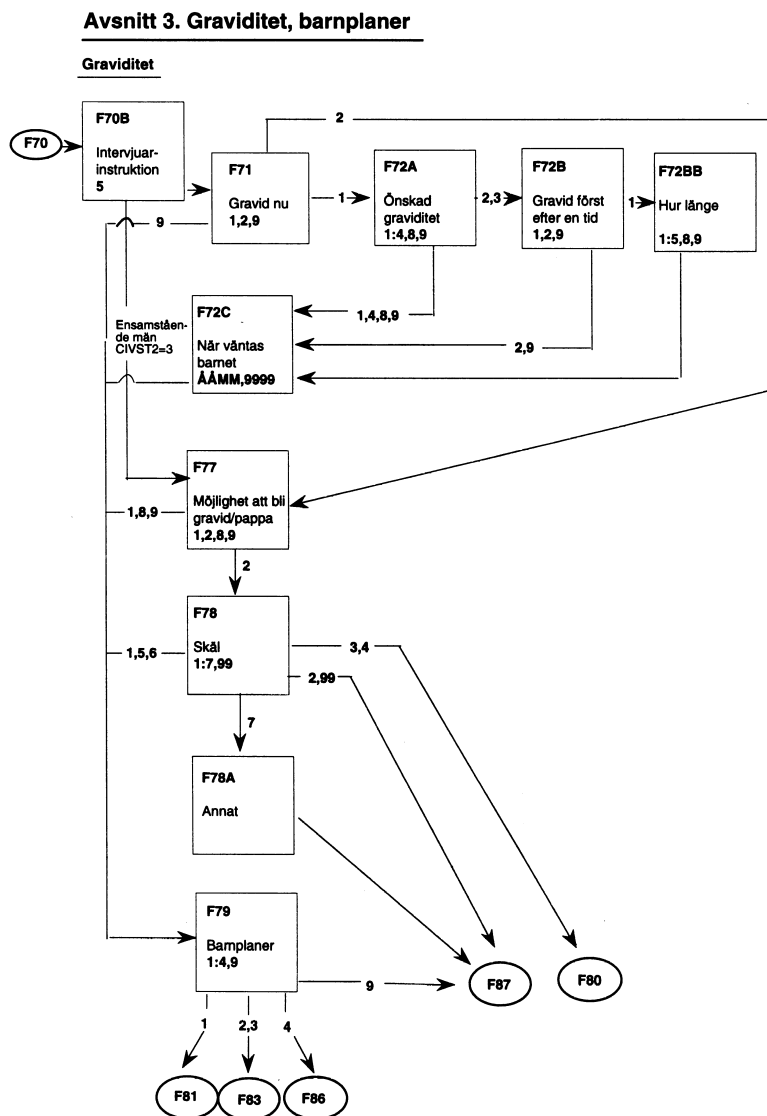 Avsnitt 3. Graviditet, barnplaner
Graviditet
F70
F70B
Intervjuar-
instruktion
5
2
F71
Gravid nu
1,2,9
9
1
F72A
Önskad
graviditet
1:4,8,9
2,3
F72B
Gravid först
efter en tid
1,2,9
1
F72BB
Hur länge
1:5,8,9
Ensamståen-
de män
CIVST2=3
F72C
När väntas
barnet
ÅÅMM,9999
1,4,8,9
2,9
F77
Möjlighet att bli
gravid/pappa
1,2,8,9
1,8,9
2
F78
Skäl
1:7,99
1,5,6
3,4
2,99
7
F78A
Annat
F79
Barnplaner
1:4,9
9
F87
F80
1
2,3
4
F81
F83
F86